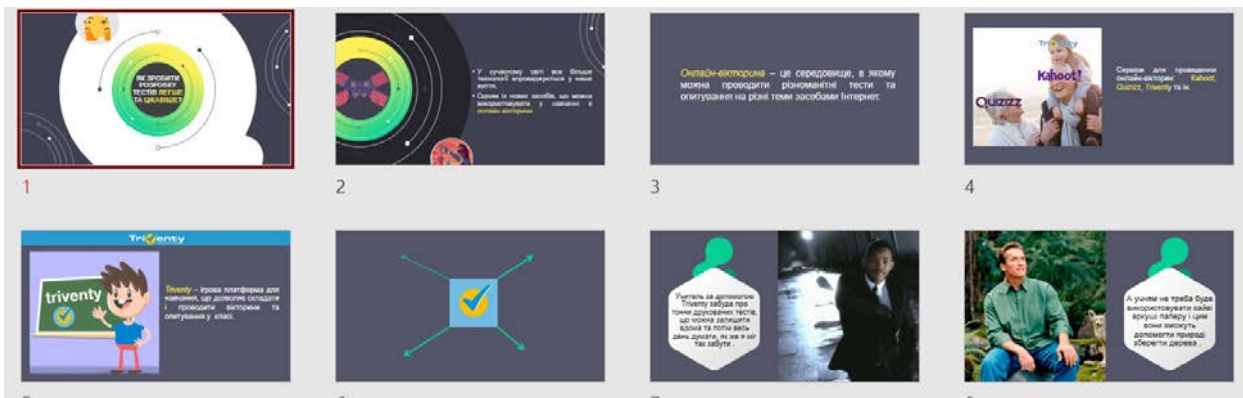 ЯК ЗРОБИТИ
РОЗРОБКУ
ТЕСТІВ ЛЕГШЕ
ТА ЦІКАВІШЕ?
• У сучасному світі все більше
технології впроваджуються у наше
життя.
• Одним із нових засобів, що можна
використовувати у навчанні є
онлайн-вікторина.
Онлайн-вікторина – це середовище, в якому
можна проводити різноманітні тести та
опитування на різні теми засобами Інтернет.
Triventy
Kahoot!
Quizizz
Сервіси для проведення
онлайн-вікторин: Kahoot,
Quizizz, Triventy та ін.
1
2
3
4
Triventy
triventy
Triventy – ігрова платформа для
навчання, що дозволяє складати
і проводити вікторини та
опитування у класі.
Учитель за допомогою
Triventy забуде про
тонни друкованих тестів,
що можна залишити
вдома та потім весь
день думати, як же я міг
так забути.
А учням не треба буде
використовувати зайві
аркуші паперу і цим
вони зможуть
допомогти природі
зберегти дерева.